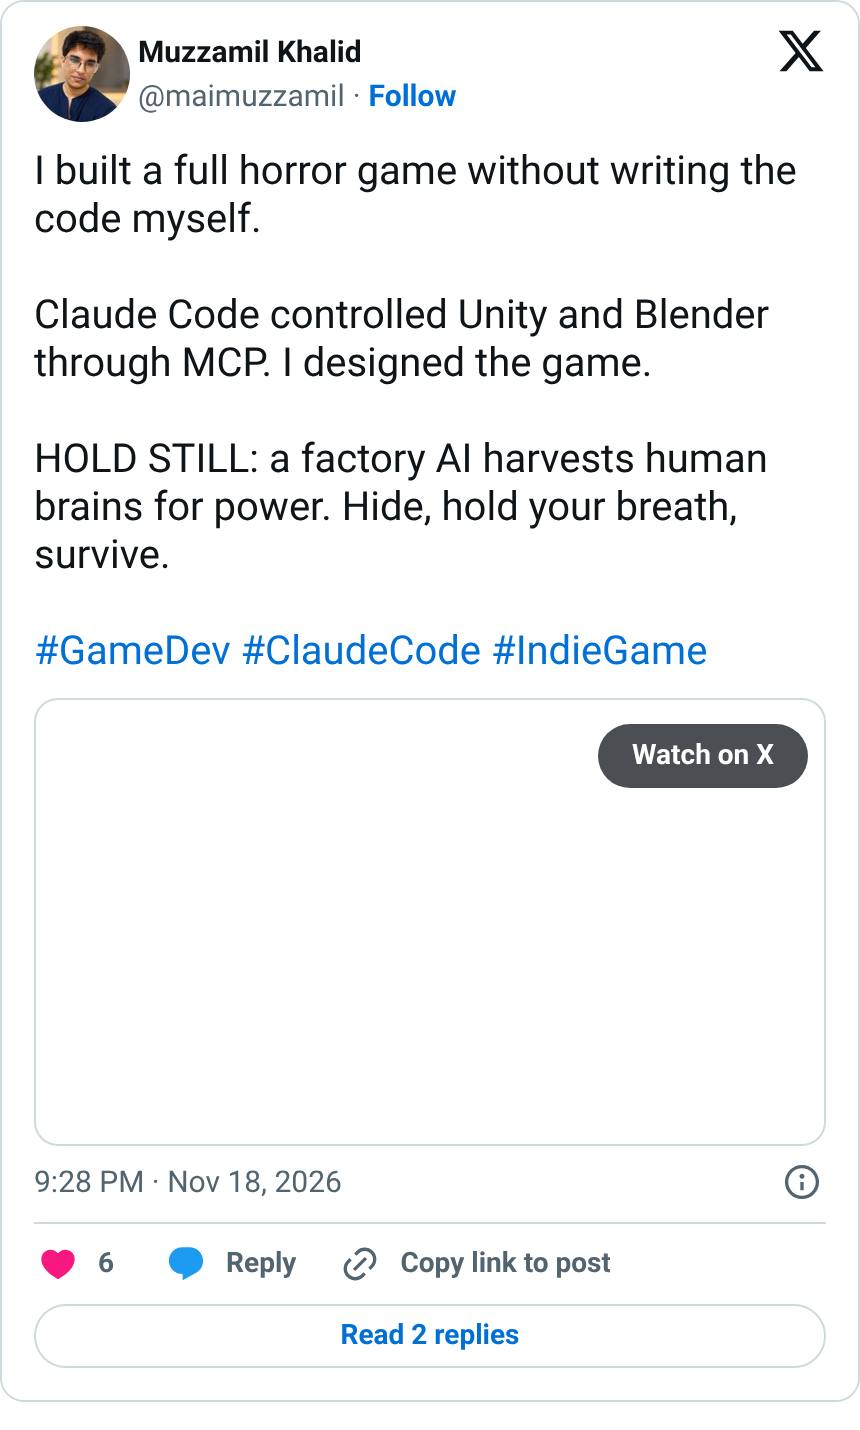 Muzzamil Khalid
@maimuzzamil · Follow
I built a full horror game without writing the
code myself.
Claude Code controlled Unity and Blender
through MCP. I designed the game.
HOLD STILL: a factory AI harvests human
brains for power. Hide, hold your breath,
survive.
#GameDev #ClaudeCode #IndieGame
Watch on X
9:28 PM · Nov 18, 2026
6 Reply Copy link to post
Read 2 replies